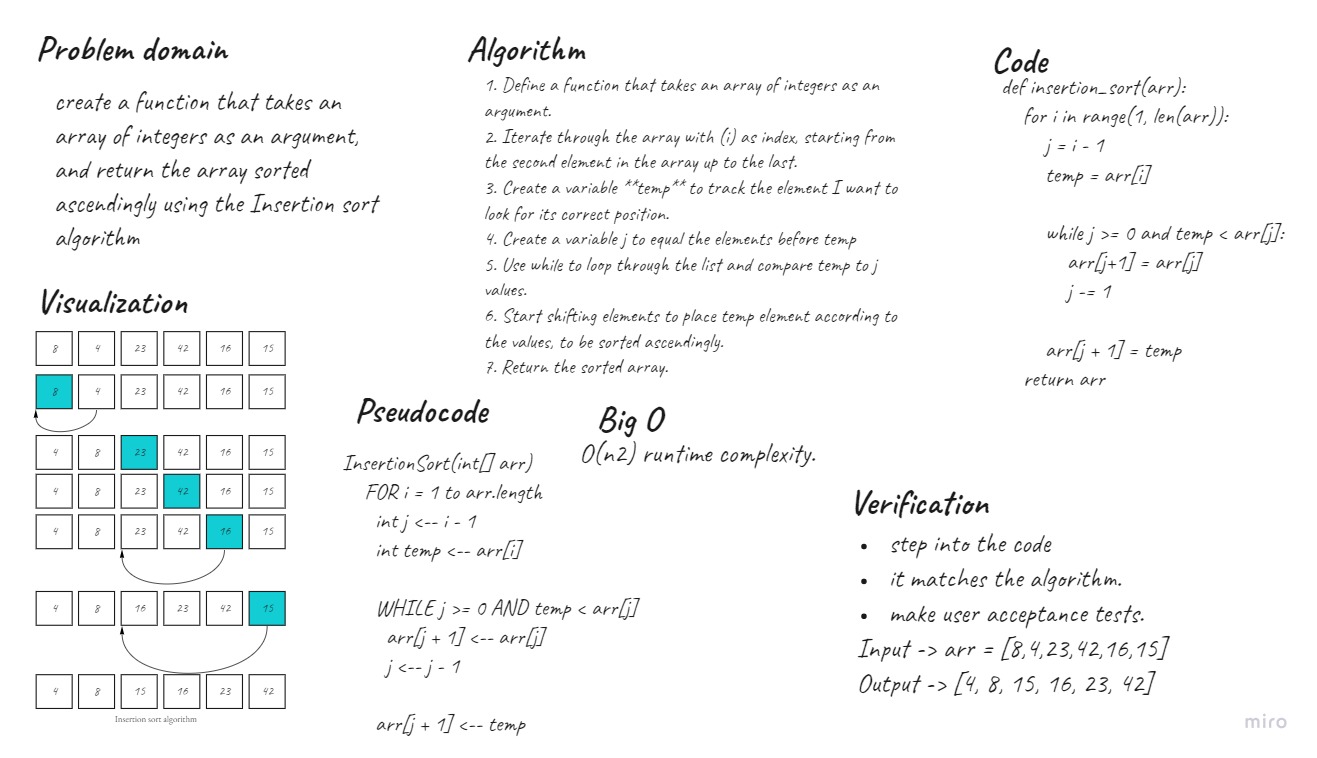 Problem domain
create a function that takes an
array of integers as an argument,
and return the array sorted
ascendingly using the Insertion sort
algorithm
Visualization
8 4 23 42 16 15
8 4 23 42 16 15
4 8 23 42 16 15
4 8 23 42 16 15
4 8 23 42 16 15
4 8 16 23 42 15
4 8 15 16 23 42
Insertion sort algorithm
Algorithm
1. Define a function that takes an array of integers as an
argument.
2. Iterate through the array with (i) as index, starting from
the second element in the array up to the last.
3. Create a variable **temp** to track the element I want to
look for its correct position.
4. Create a variable j to equal the elements before temp
5. Use while to loop through the list and compare temp to j
values.
6. Start shifting elements to place temp element according to
the values, to be sorted ascendingly.
7. Return the sorted array.
Pseudocode
InsertionSort(int[] arr)
FOR i = 1 to arr.length
int j <-- i - 1
int temp <-- arr[i]
WHILE j >= 0 AND temp < arr[j]
arr[j + 1] <-- arr[j]
j <-- j - 1
arr[j + 1] <-- temp
Big O
O(n2) runtime complexity.
Code
def insertion_sort(arr):
for i in range(1, len(arr)):
j = i - 1
temp = arr[i]
while j >= 0 and temp < arr[j]:
arr[j+1] = arr[j]
j -= 1
arr[j + 1] = temp
return arr
Verification
• step into the code
• it matches the algorithm.
• make user acceptance tests.
Input -> arr = [8,4,23,42,16,15]
Output -> [4, 8, 15, 16, 23, 42]
miro